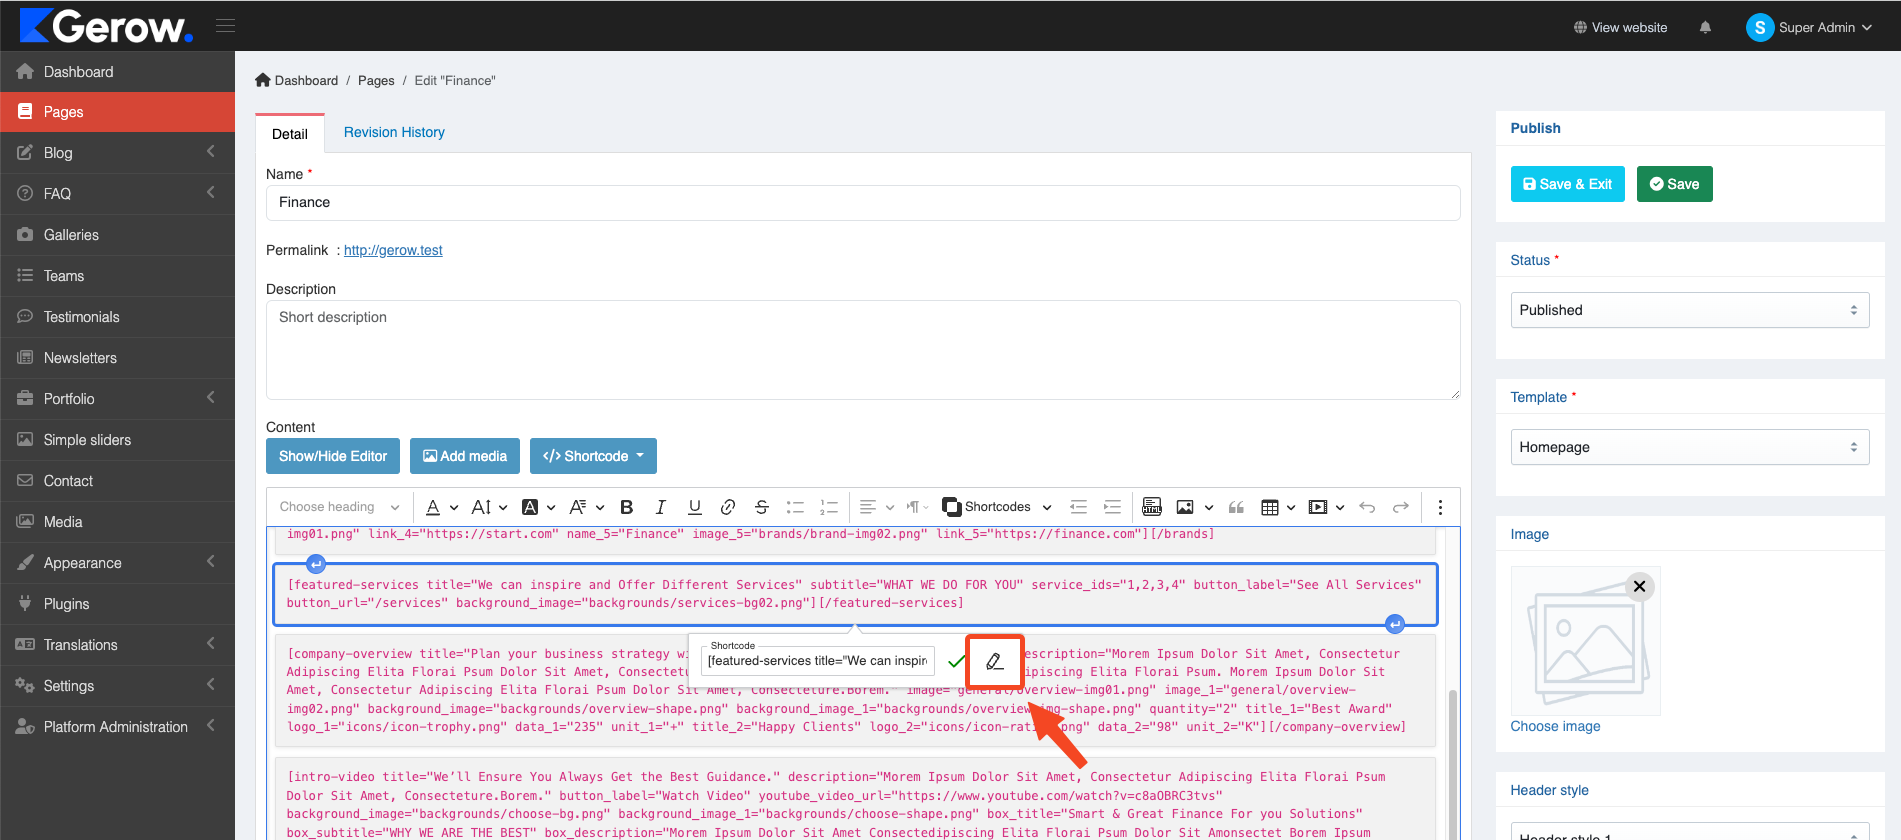 Gerow.
View website
S
Super Admin
Dashboard
Pages
Blog
FAQ
Galleries
Teams
Testimonials
Newsletters
Portfolio
Simple sliders
Contact
Media
Appearance
Plugins
Translations
Settings
Platform Administration
Dashboard / Pages / Edit "Finance"
Detail
Revision History
Name *
Finance
Permalink : http://gerow.test
Description
Short description
Content
Show/Hide Editor
Add media
</> Shortcode
Choose heading
Shortcodes
img01.png" link_4="https://start.com" name_5="Finance" image_5="brands/brand-img02.png" link_5="https://finance.com"][/brands]
[featured-services title="We can inspire and Offer Different Services" subtitle="WHAT WE DO FOR YOU" service_ids="1,2,3,4" button_label="See All Services"
button_url="/services" background_image="backgrounds/services-bg02.png"][/featured-services]
Shortcode
[featured-services title="We can inspir
[company-overview title="Plan your business strategy wi escription="Morem Ipsum Dolor Sit Amet, Consectetur
Adipiscing Elita Florai Psum Dolor Sit Amet, Consectetu ipiscing Elita Florai Psum. Morem Ipsum Dolor Sit
Amet, Consectetur Adipiscing Elita Florai Psum Dolor Sit Amet, Consecteture.Borem." image="general/overview-img01.png" image_1="general/overview-
img02.png" background_image="backgrounds/overview-shape.png" background_image_1="backgrounds/overview-img-shape.png" quantity="2" title_1="Best Award"
logo_1="icons/icon-trophy.png" data_1="235" unit_1="+" title_2="Happy Clients" logo_2="icons/icon-rati .png" data_2="98" unit_2="K"][/company-overview]
[intro-video title="We’ll Ensure You Always Get the Best Guidance." description="Morem Ipsum Dolor Sit Amet, Consectetur Adipiscing Elita Florai Psum
Dolor Sit Amet, Consecteture.Borem." button_label="Watch Video" youtube_video_url="https://www.youtube.com/watch?v=c8aOBRC3tvs"
background_image="backgrounds/choose-bg.png" background_image_1="backgrounds/choose-shape.png" box_title="Smart & Great Finance For you Solutions"
box_subtitle="WHY WE ARE THE BEST" box_description="Morem Ipsum Dolor Sit Amet Consectedipiscing Elita Florai Psum Dolor Sit Amonsectet Borem Ipsum
Publish
Save & Exit
Save
Status *
Published
Template *
Homepage
Image
Choose image
Header style
Header style 1